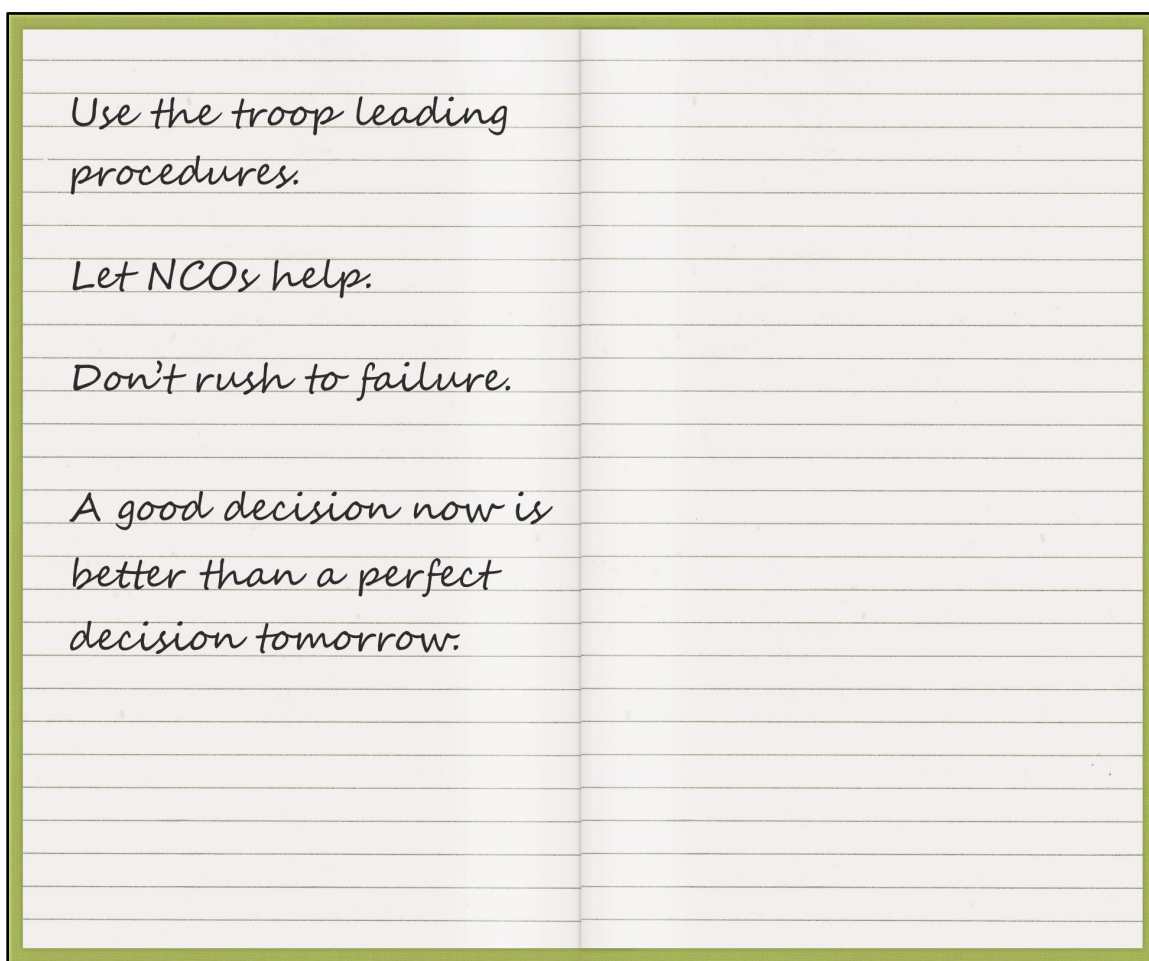 Use the troop leading
procedures.
Let NCOs help.
Don't rush to failure.
A good decision now is
better than a perfect
decision tomorrow.